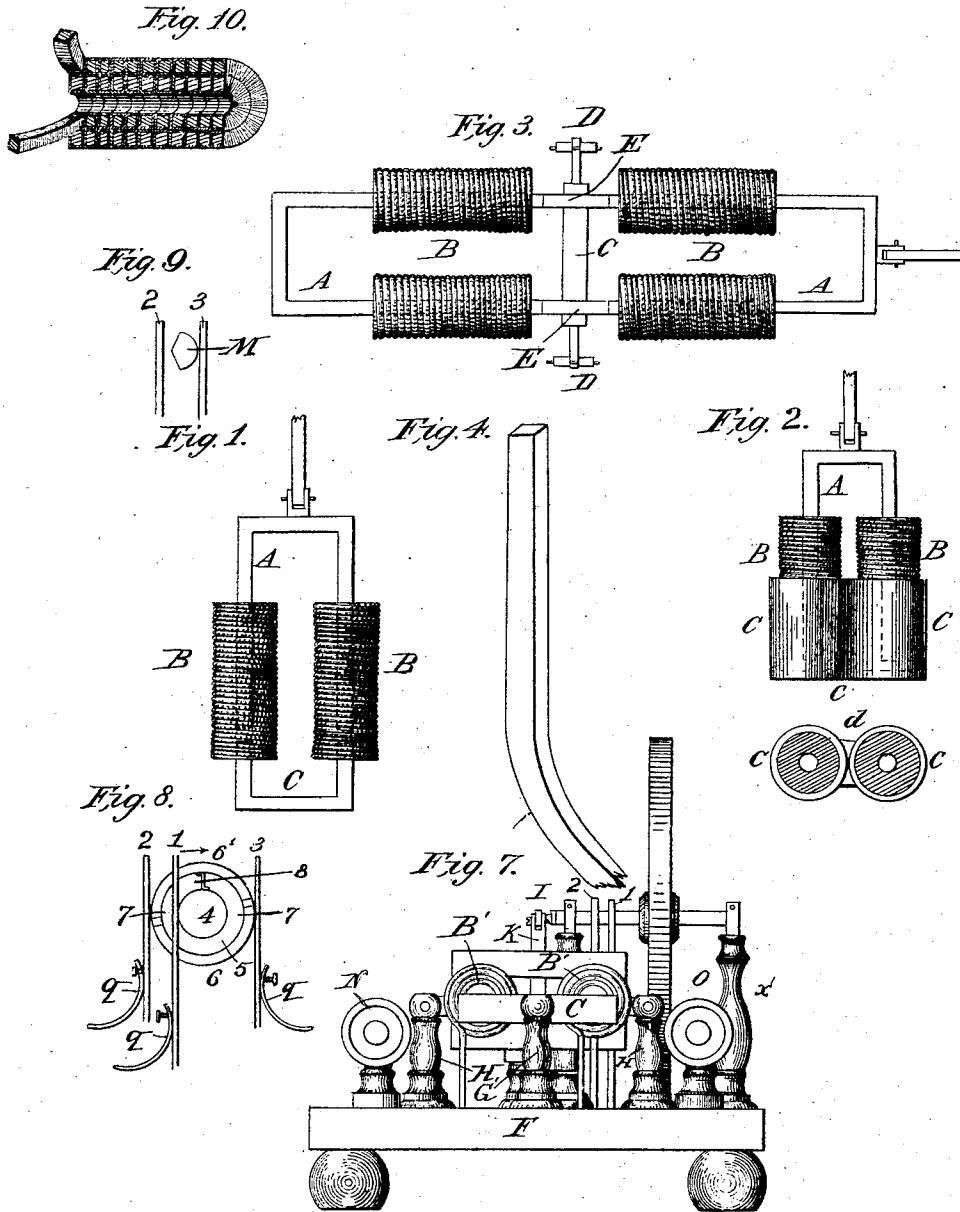 Fig. 10.
Fig. 3.
D
E
B
C
B
A
A
E
D
Fig. 9.
2
3
M
Fig. 1.
A
B
B
C
Fig. 4.
Fig. 2.
A
B
B
C
C
C
d
C
C
Fig. 8.
2
1
6'
3
8
7
4
7
5
6
q
q
q
Fig. 7.
I
2
1
K
B'
B'
N
C
O
x'
H
G
H
F